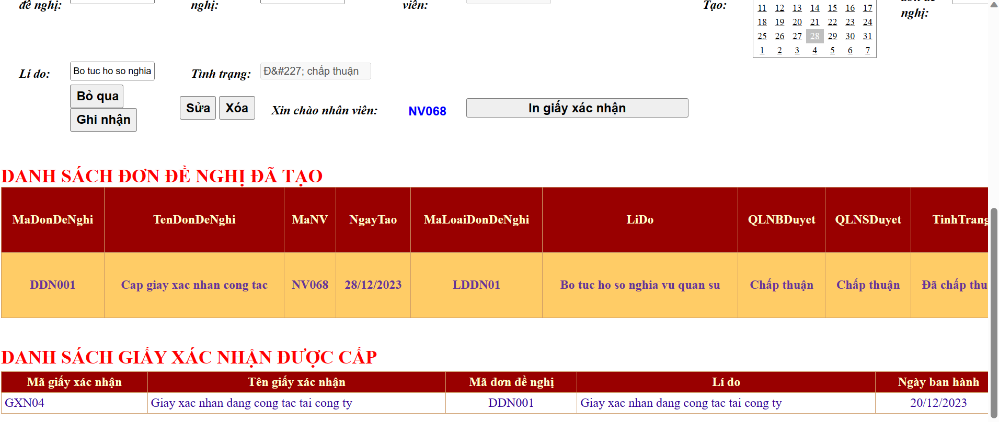 đề nghị:
nghị:
viên:
Tạo:
nghị:
11 12 13 14 15 16 17
18 19 20 21 22 23 24
25 26 27 28 29 30 31
1 2 3 4 5 6 7
Lí do: Bo tuc ho so nghia Tình trạng: Đ&#227; chấp thuận
Bỏ qua
Ghi nhận
Sửa Xóa Xin chào nhân viên: NV068 In giấy xác nhận
DANH SÁCH ĐƠN ĐỀ NGHỊ ĐÃ TẠO
MaDonDeNghi TenDonDeNghi MaNV NgayTao MaLoaiDonDeNghi LiDo QLNBDuyet QLNSDuyet TinhTrang
DDN001 Cap giay xac nhan cong tac NV068 28/12/2023 LDDN01 Bo tuc ho so nghia vu quan su Chấp thuận Chấp thuận Đã chấp thu
DANH SÁCH GIẤY XÁC NHẬN ĐƯỢC CẤP
Mã giấy xác nhận Tên giấy xác nhận Mã đơn đề nghị Lí do Ngày ban hành
GXN04 Giay xac nhan dang cong tac tai cong ty DDN001 Giay xac nhan dang cong tac tai cong ty 20/12/2023